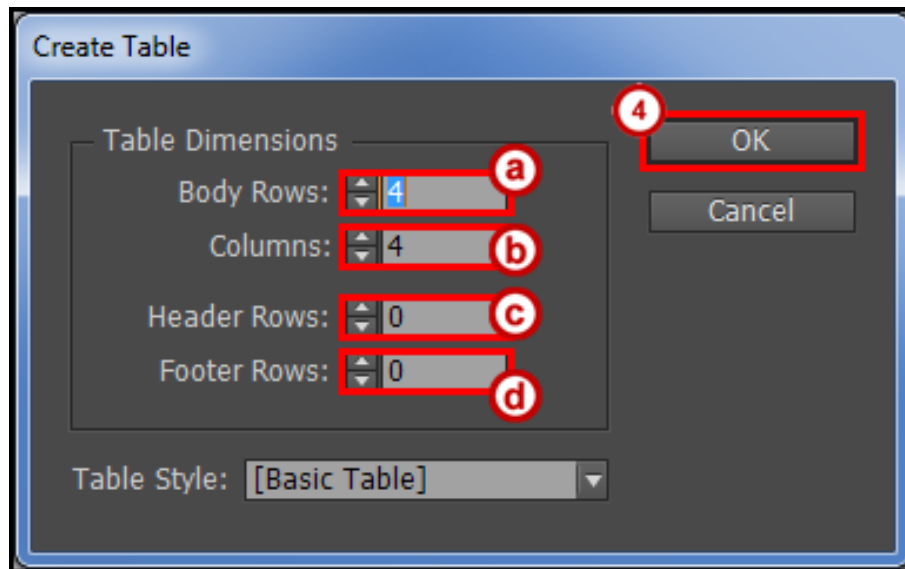 Create Table
4
OK
Table Dimensions
a
Body Rows: 4
Cancel
Columns: 4
b
Header Rows: 0
c
Footer Rows: 0
d
Table Style: [Basic Table]